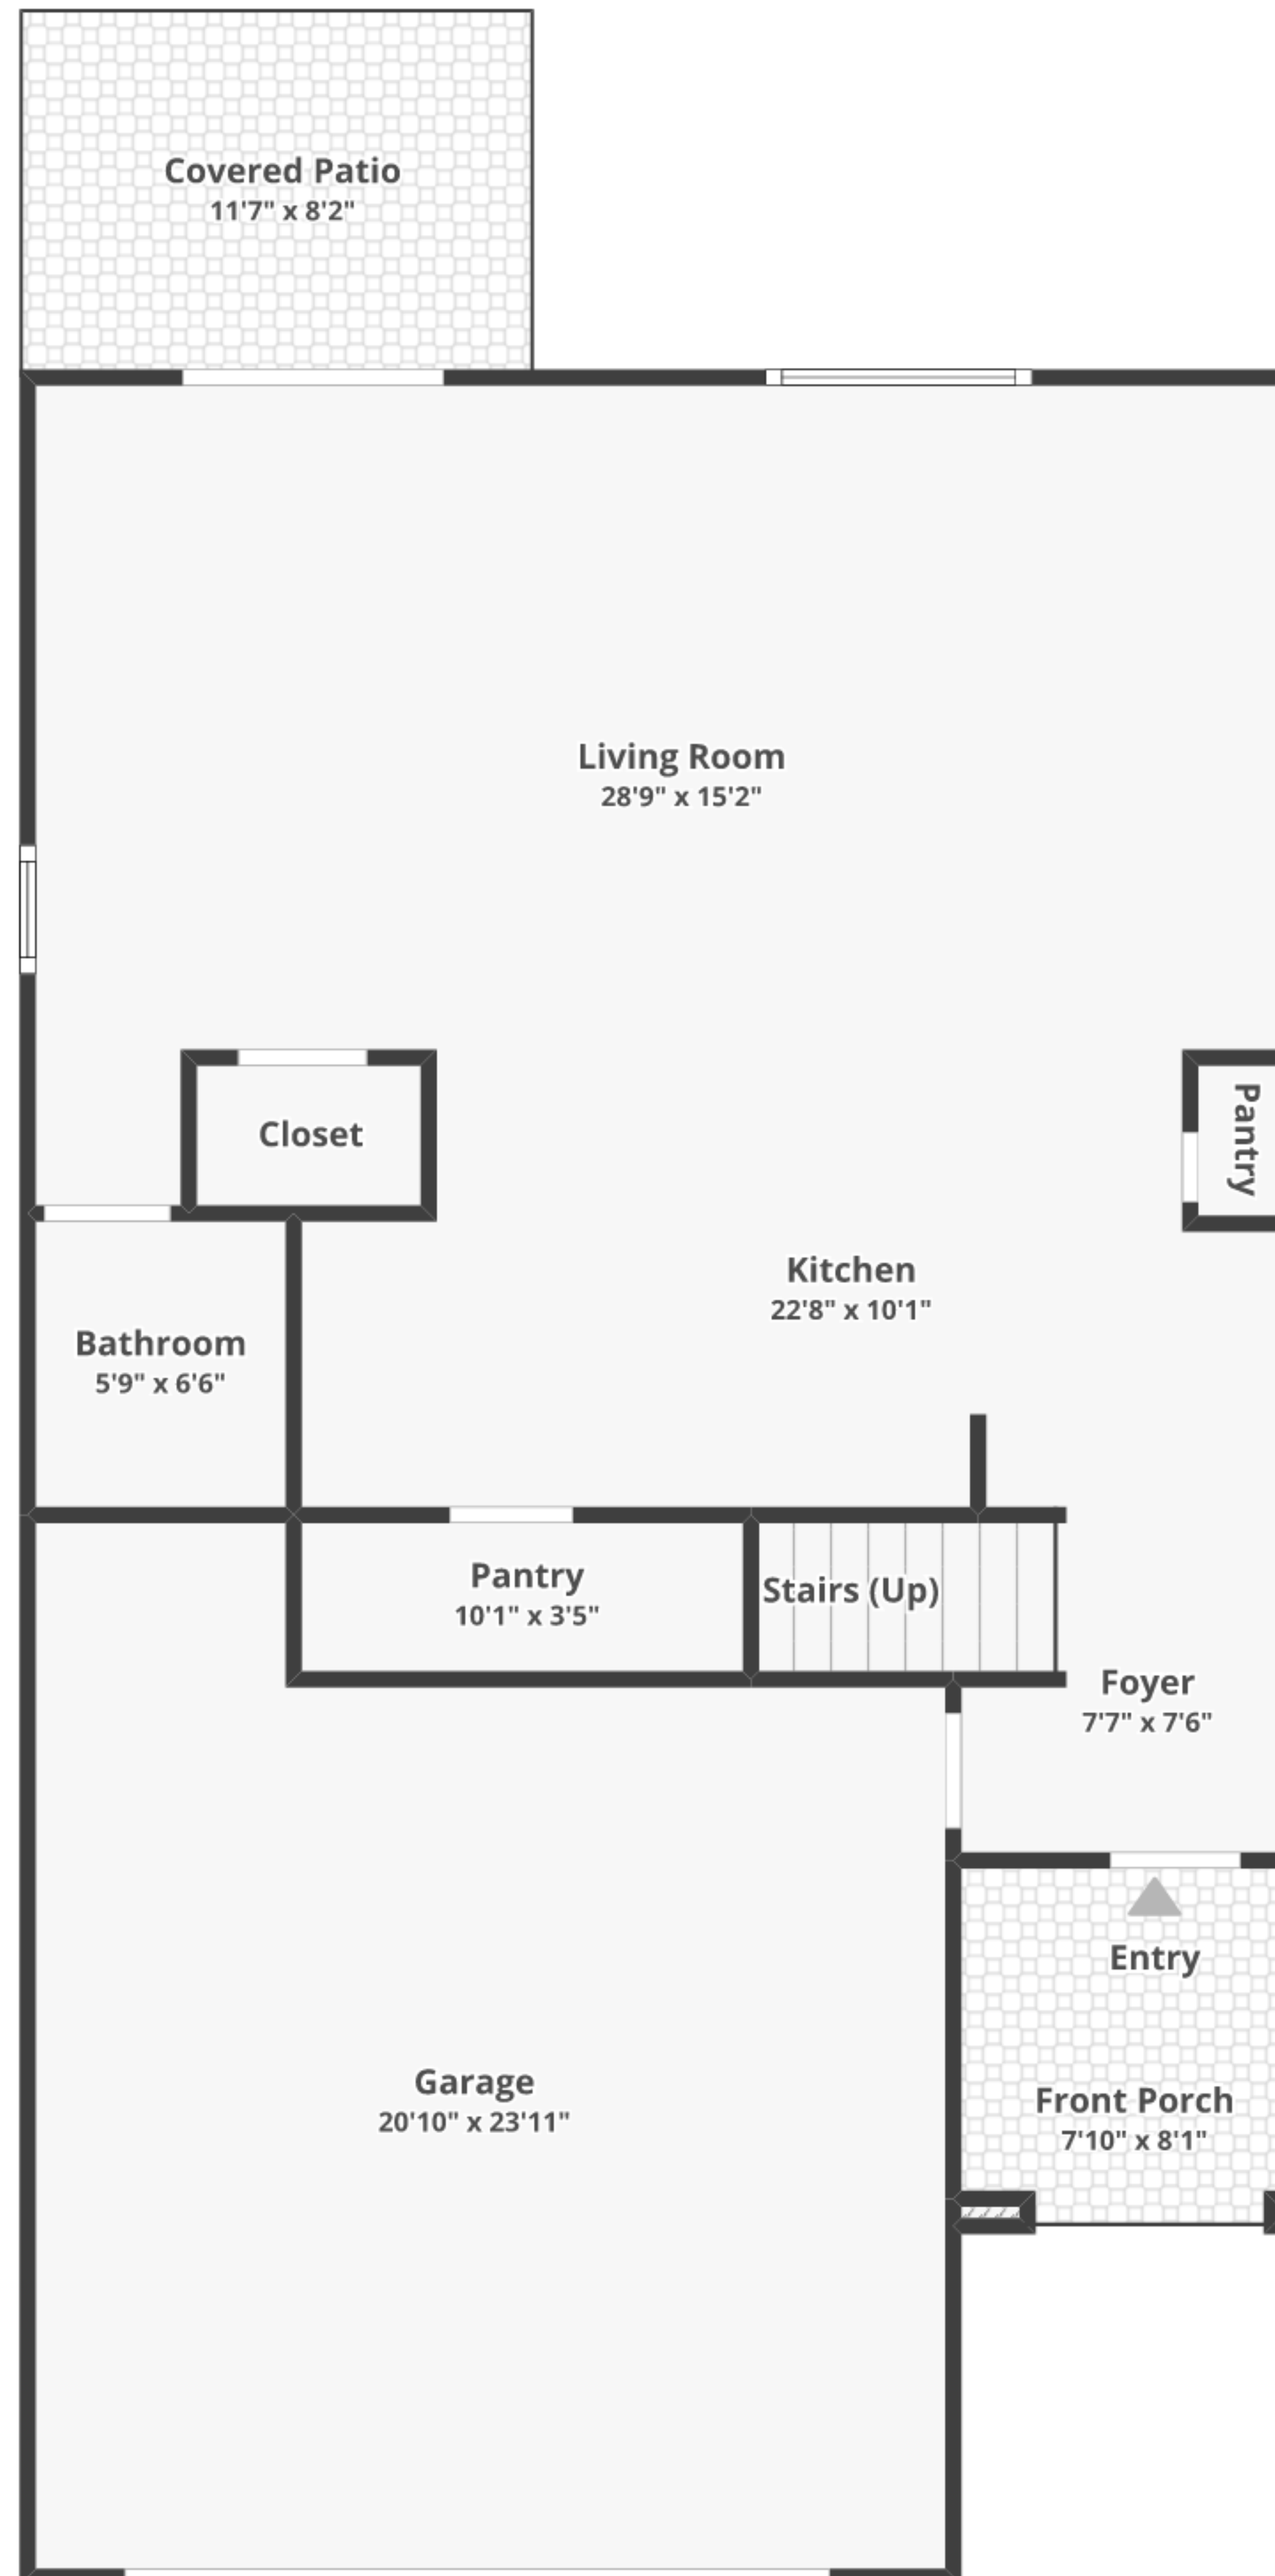 Covered Patio
11'7" x 8'2"
Living Room
28'9" x 15'2"
Closet
Pantry
Kitchen
22'8" x 10'1"
Bathroom
5'9" x 6'6"
Pantry
10'1" x 3'5"
Stairs (Up)
Foyer
7'7" x 7'6"
Entry
Garage
20'10" x 23'11"
Front Porch
7'10" x 8'1"